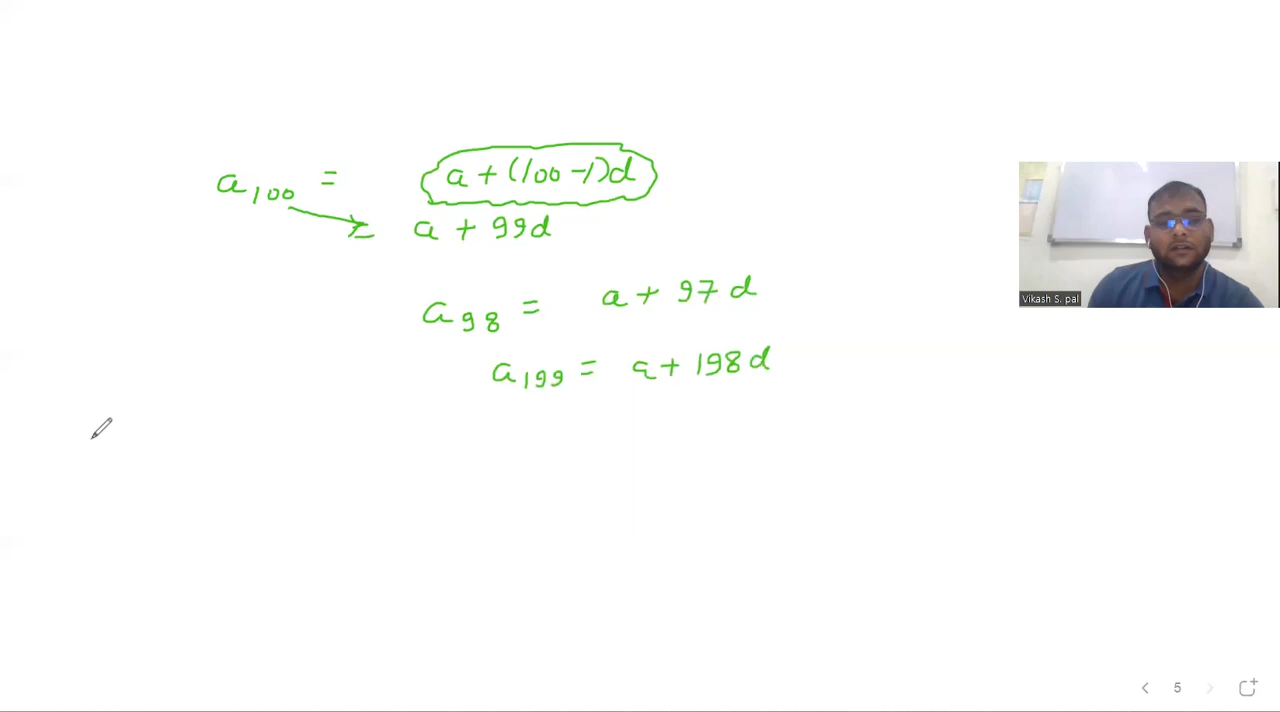 a₁₀₀ = a + (100 - 1)d
= a + 99d
a₉₈ = a + 97d
a₁₉₉ = a + 198d
Vikash S. pal
5